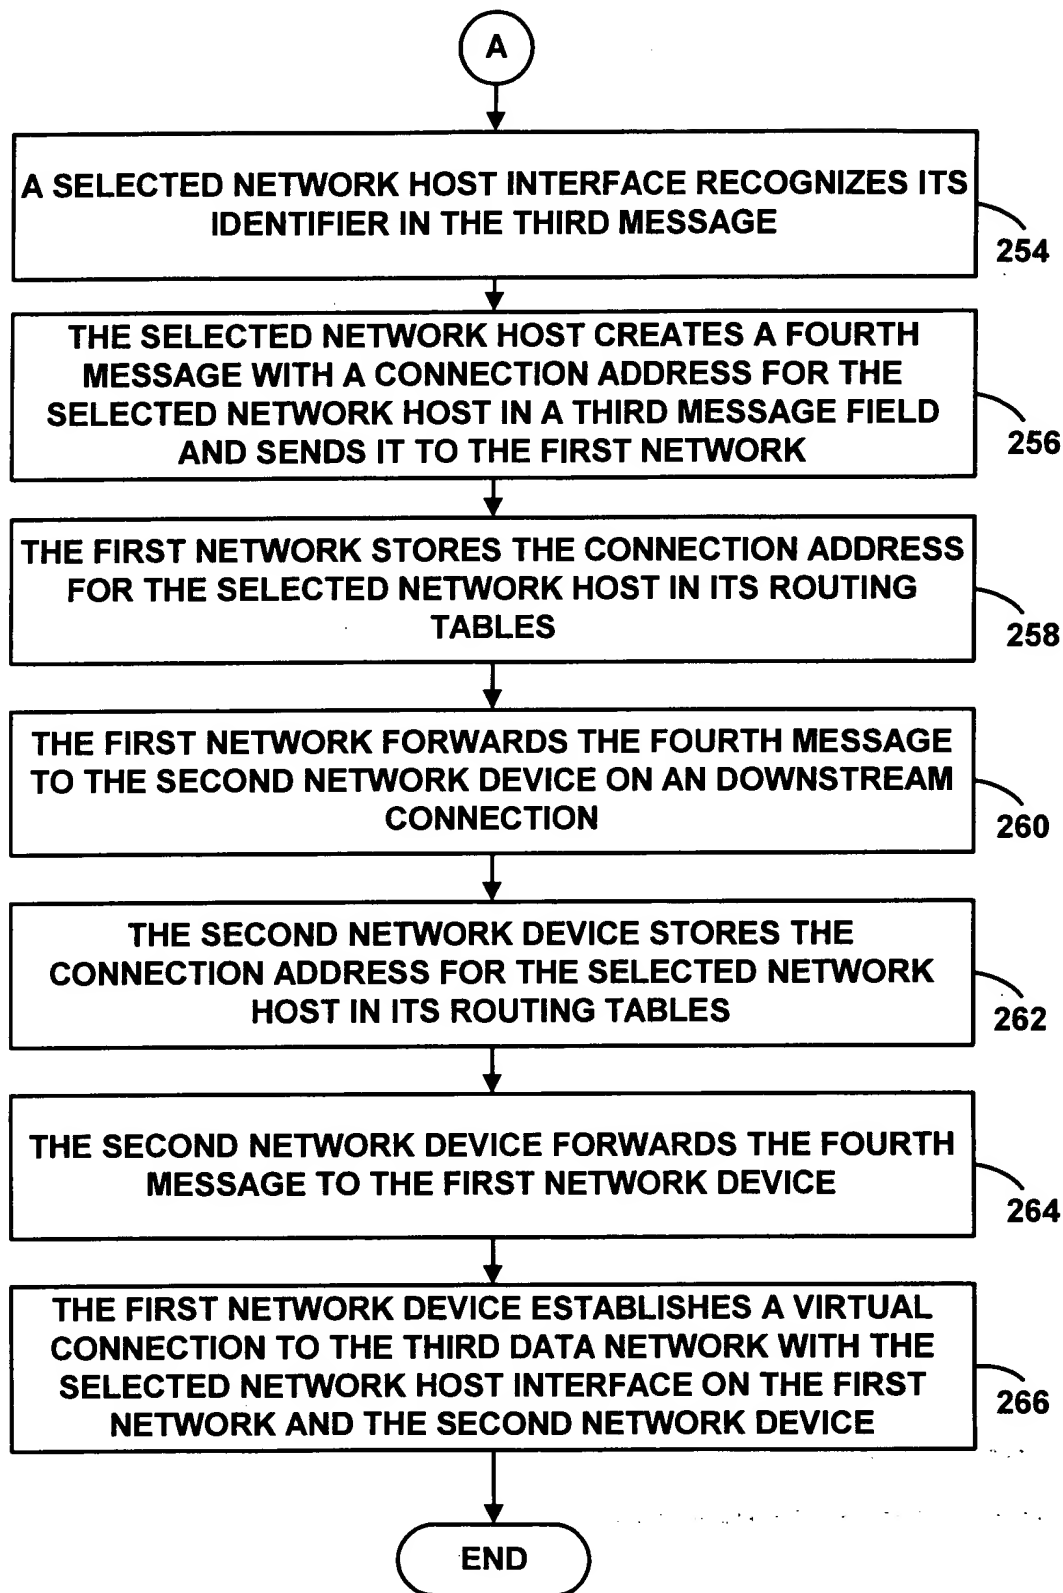 A
A SELECTED NETWORK HOST INTERFACE RECOGNIZES ITS
IDENTIFIER IN THE THIRD MESSAGE
254
THE SELECTED NETWORK HOST CREATES A FOURTH
MESSAGE WITH A CONNECTION ADDRESS FOR THE
SELECTED NETWORK HOST IN A THIRD MESSAGE FIELD
AND SENDS IT TO THE FIRST NETWORK
256
THE FIRST NETWORK STORES THE CONNECTION ADDRESS
FOR THE SELECTED NETWORK HOST IN ITS ROUTING
TABLES
258
THE FIRST NETWORK FORWARDS THE FOURTH MESSAGE
TO THE SECOND NETWORK DEVICE ON AN DOWNSTREAM
CONNECTION
260
THE SECOND NETWORK DEVICE STORES THE
CONNECTION ADDRESS FOR THE SELECTED NETWORK
HOST IN ITS ROUTING TABLES
262
THE SECOND NETWORK DEVICE FORWARDS THE FOURTH
MESSAGE TO THE FIRST NETWORK DEVICE
264
THE FIRST NETWORK DEVICE ESTABLISHES A VIRTUAL
CONNECTION TO THE THIRD DATA NETWORK WITH THE
SELECTED NETWORK HOST INTERFACE ON THE FIRST
NETWORK AND THE SECOND NETWORK DEVICE
266
END